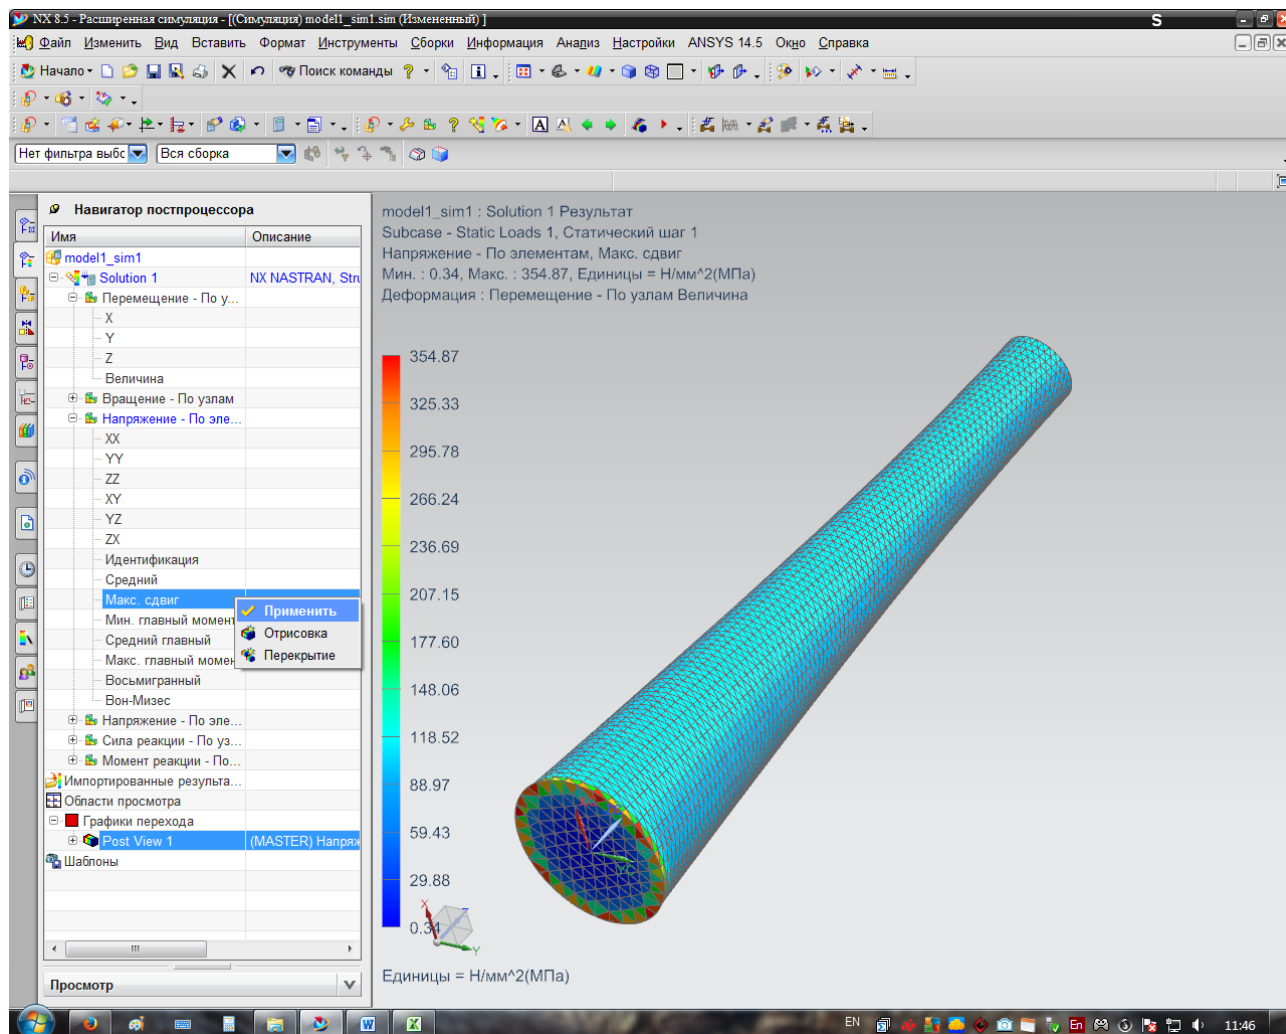 NX 8.5 - Расширенная симуляция - [(Симуляция) model1_sim1.sim (Измененный) ]
S
Файл Изменить Вид Вставить Формат Инструменты Сборки Информация Анализ Настройки ANSYS 14.5 Окно Справка
Начало Поиск команды
Нет фильтра выбс Вся сборка
Навигатор постпроцессора
Имя Описание
model1_sim1
Solution 1 NX NASTRAN, Stru
Перемещение - По у...
X
Y
Z
Величина
Вращение - По узлам
Напряжение - По эле...
XX
YY
ZZ
XY
YZ
ZX
Идентификация
Средний
Макс. сдвиг
Мин. главный момент
Средний главный
Макс. главный момен
Восьмигранный
Вон-Мизес
Напряжение - По эле...
Сила реакции - По уз...
Момент реакции - По...
Импортированные результа...
Области просмотра
Графики перехода
Post View 1 (MASTER) Напряж
Шаблоны
Просмотр
Применить
Отрисовка
Перекрытие
model1_sim1 : Solution 1 Результат
Subcase - Static Loads 1, Статический шаг 1
Напряжение - По элементам, Макс. сдвиг
Мин. : 0.34, Макс. : 354.87, Единицы = Н/мм^2(МПа)
Деформация : Перемещение - По узлам Величина
354.87
325.33
295.78
266.24
236.69
207.15
177.60
148.06
118.52
88.97
59.43
29.88
0.34
YC
X
Z
Y
Единицы = Н/мм^2(МПа)
EN
En
11:46